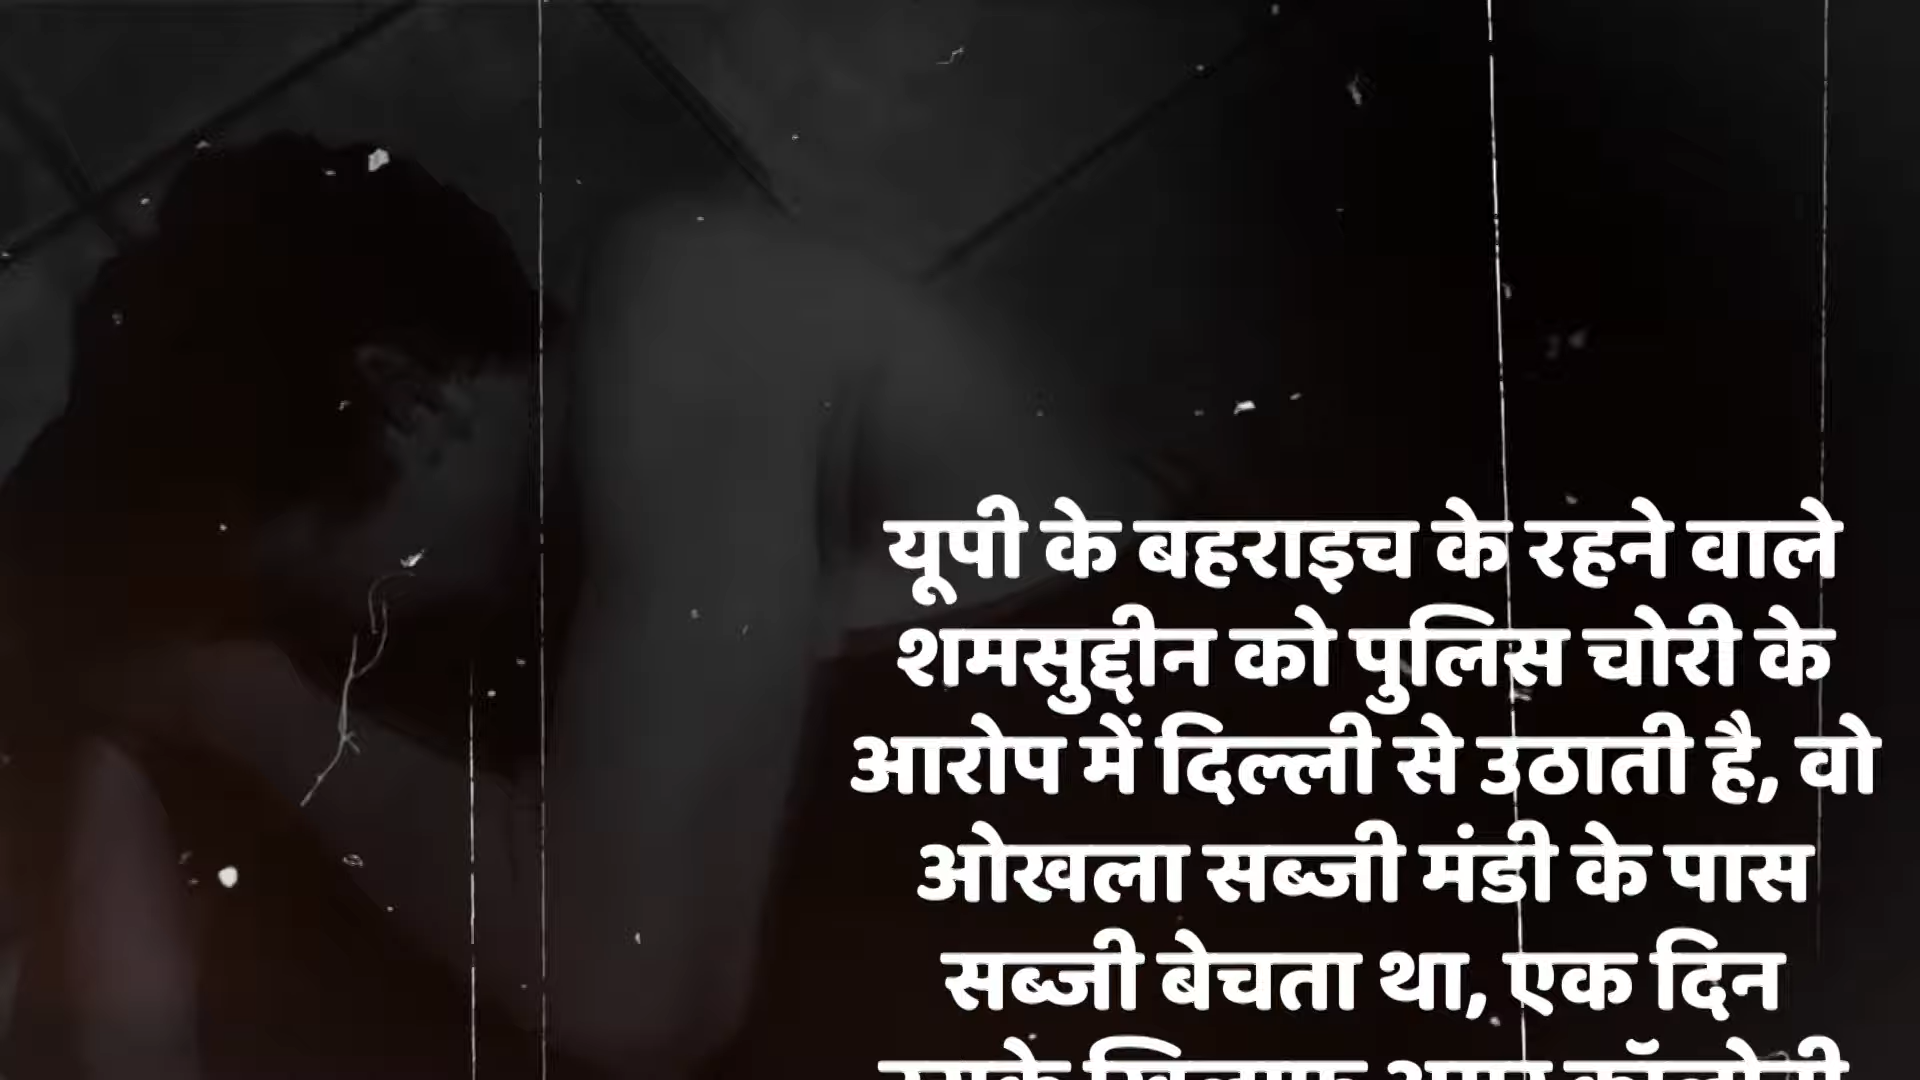 यूपी के बहराइच के रहने वाले
शमसुद्दीन को पुलिस चोरी के
आरोप में दिल्ली से उठाती है, वो
ओखला सब्जी मंडी के पास
सब्जी बेचता था, एक दिन